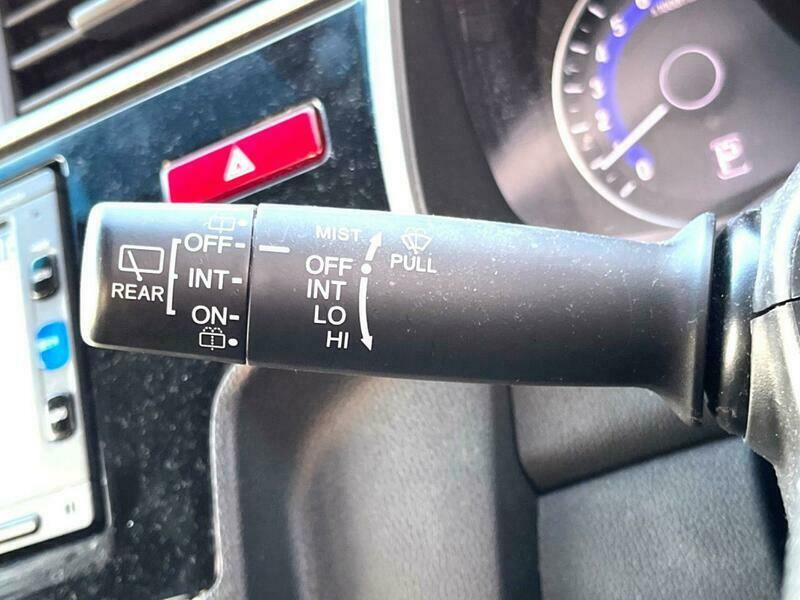 REAR
OFF
INT
ON
MIST
OFF
INT
LO
HI
PULL
P